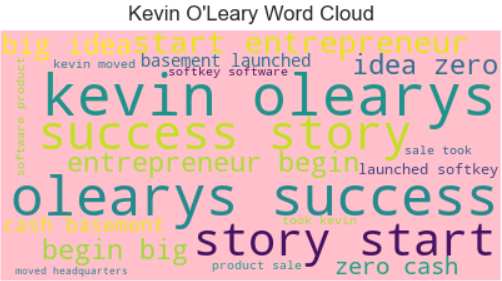 Kevin O'Leary Word Cloud
big idea start entrepreneur
kevin moved basement launched
softkey software idea zero
software product
kevin olearys
success story
sale took
entrepreneur begin launched softkey
olearys success
cash basement took kevin
begin big story start
moved headquarters product sale zero cash